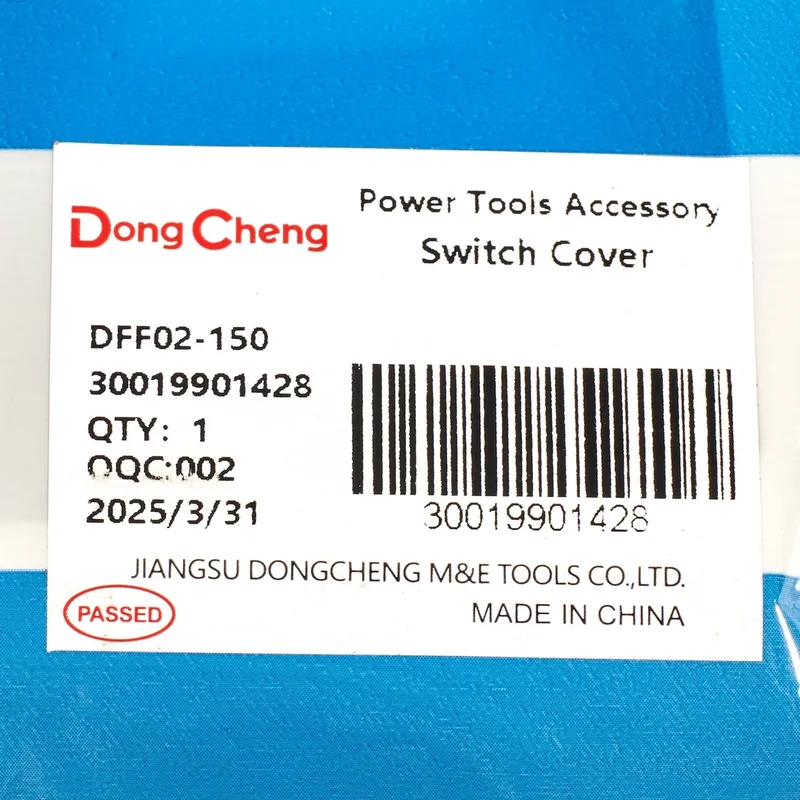 Dong Cheng
Power Tools Accessory
Switch Cover
DFF02-150
30019901428
QTY: 1
OQC:002
2025/3/31
30019901428
JIANGSU DONGCHENG M&E TOOLS CO.,LTD.
PASSED
MADE IN CHINA